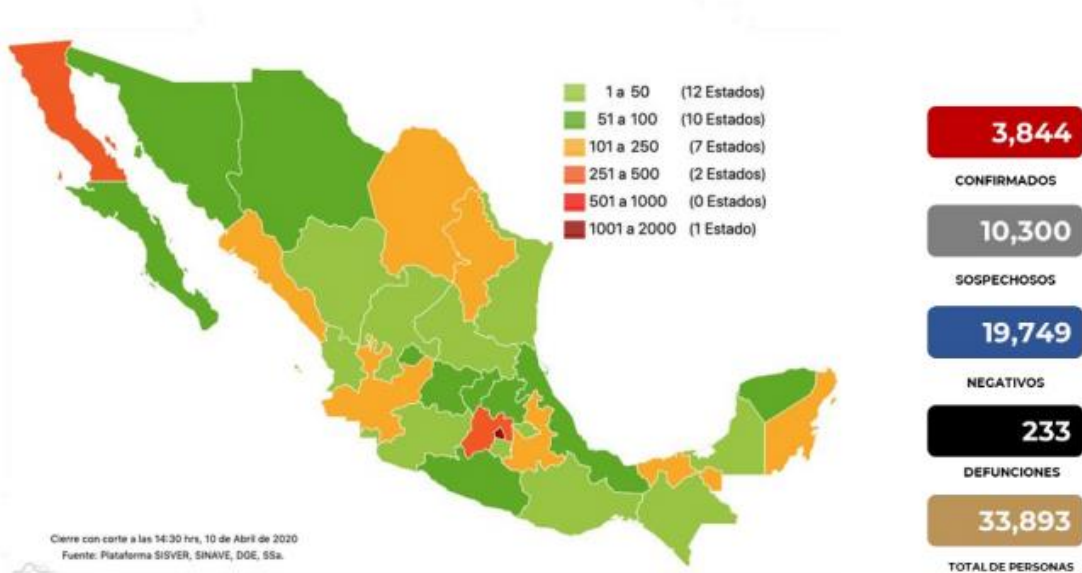 1 a 50 (12 Estados)
51 a 100 (10 Estados)
101 a 250 (7 Estados)
251 a 500 (2 Estados)
501 a 1000 (0 Estados)
1001 a 2000 (1 Estado)
3,844
CONFIRMADOS
10,300
SOSPECHOSOS
19,749
NEGATIVOS
233
DEFUNCIONES
33,893
TOTAL DE PERSONAS
Cierre con corte a las 14:30 hrs, 10 de Abril de 2020
Fuente: Plataforma SISVER, SINAVE, DGE, SSa.